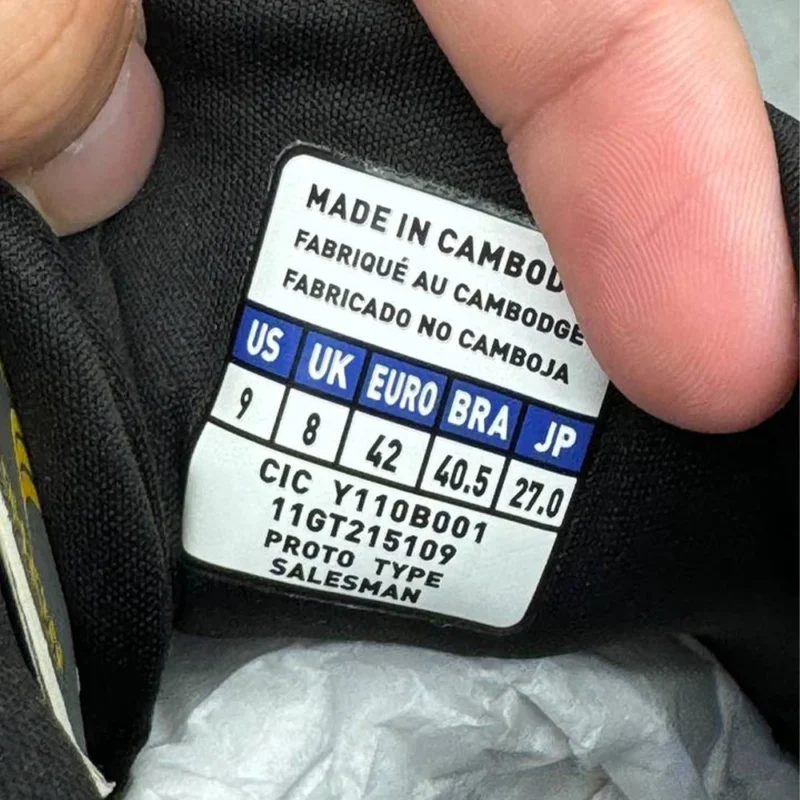 MADE IN CAMBOD
FABRIQUÉ AU CAMBODGE
FABRICADO NO CAMBOJA
US UK EURO BRA JP
9 8 42 40.5 27.0
CIC Y110B001
11GT215109
PROTO TYPE
SALESMAN